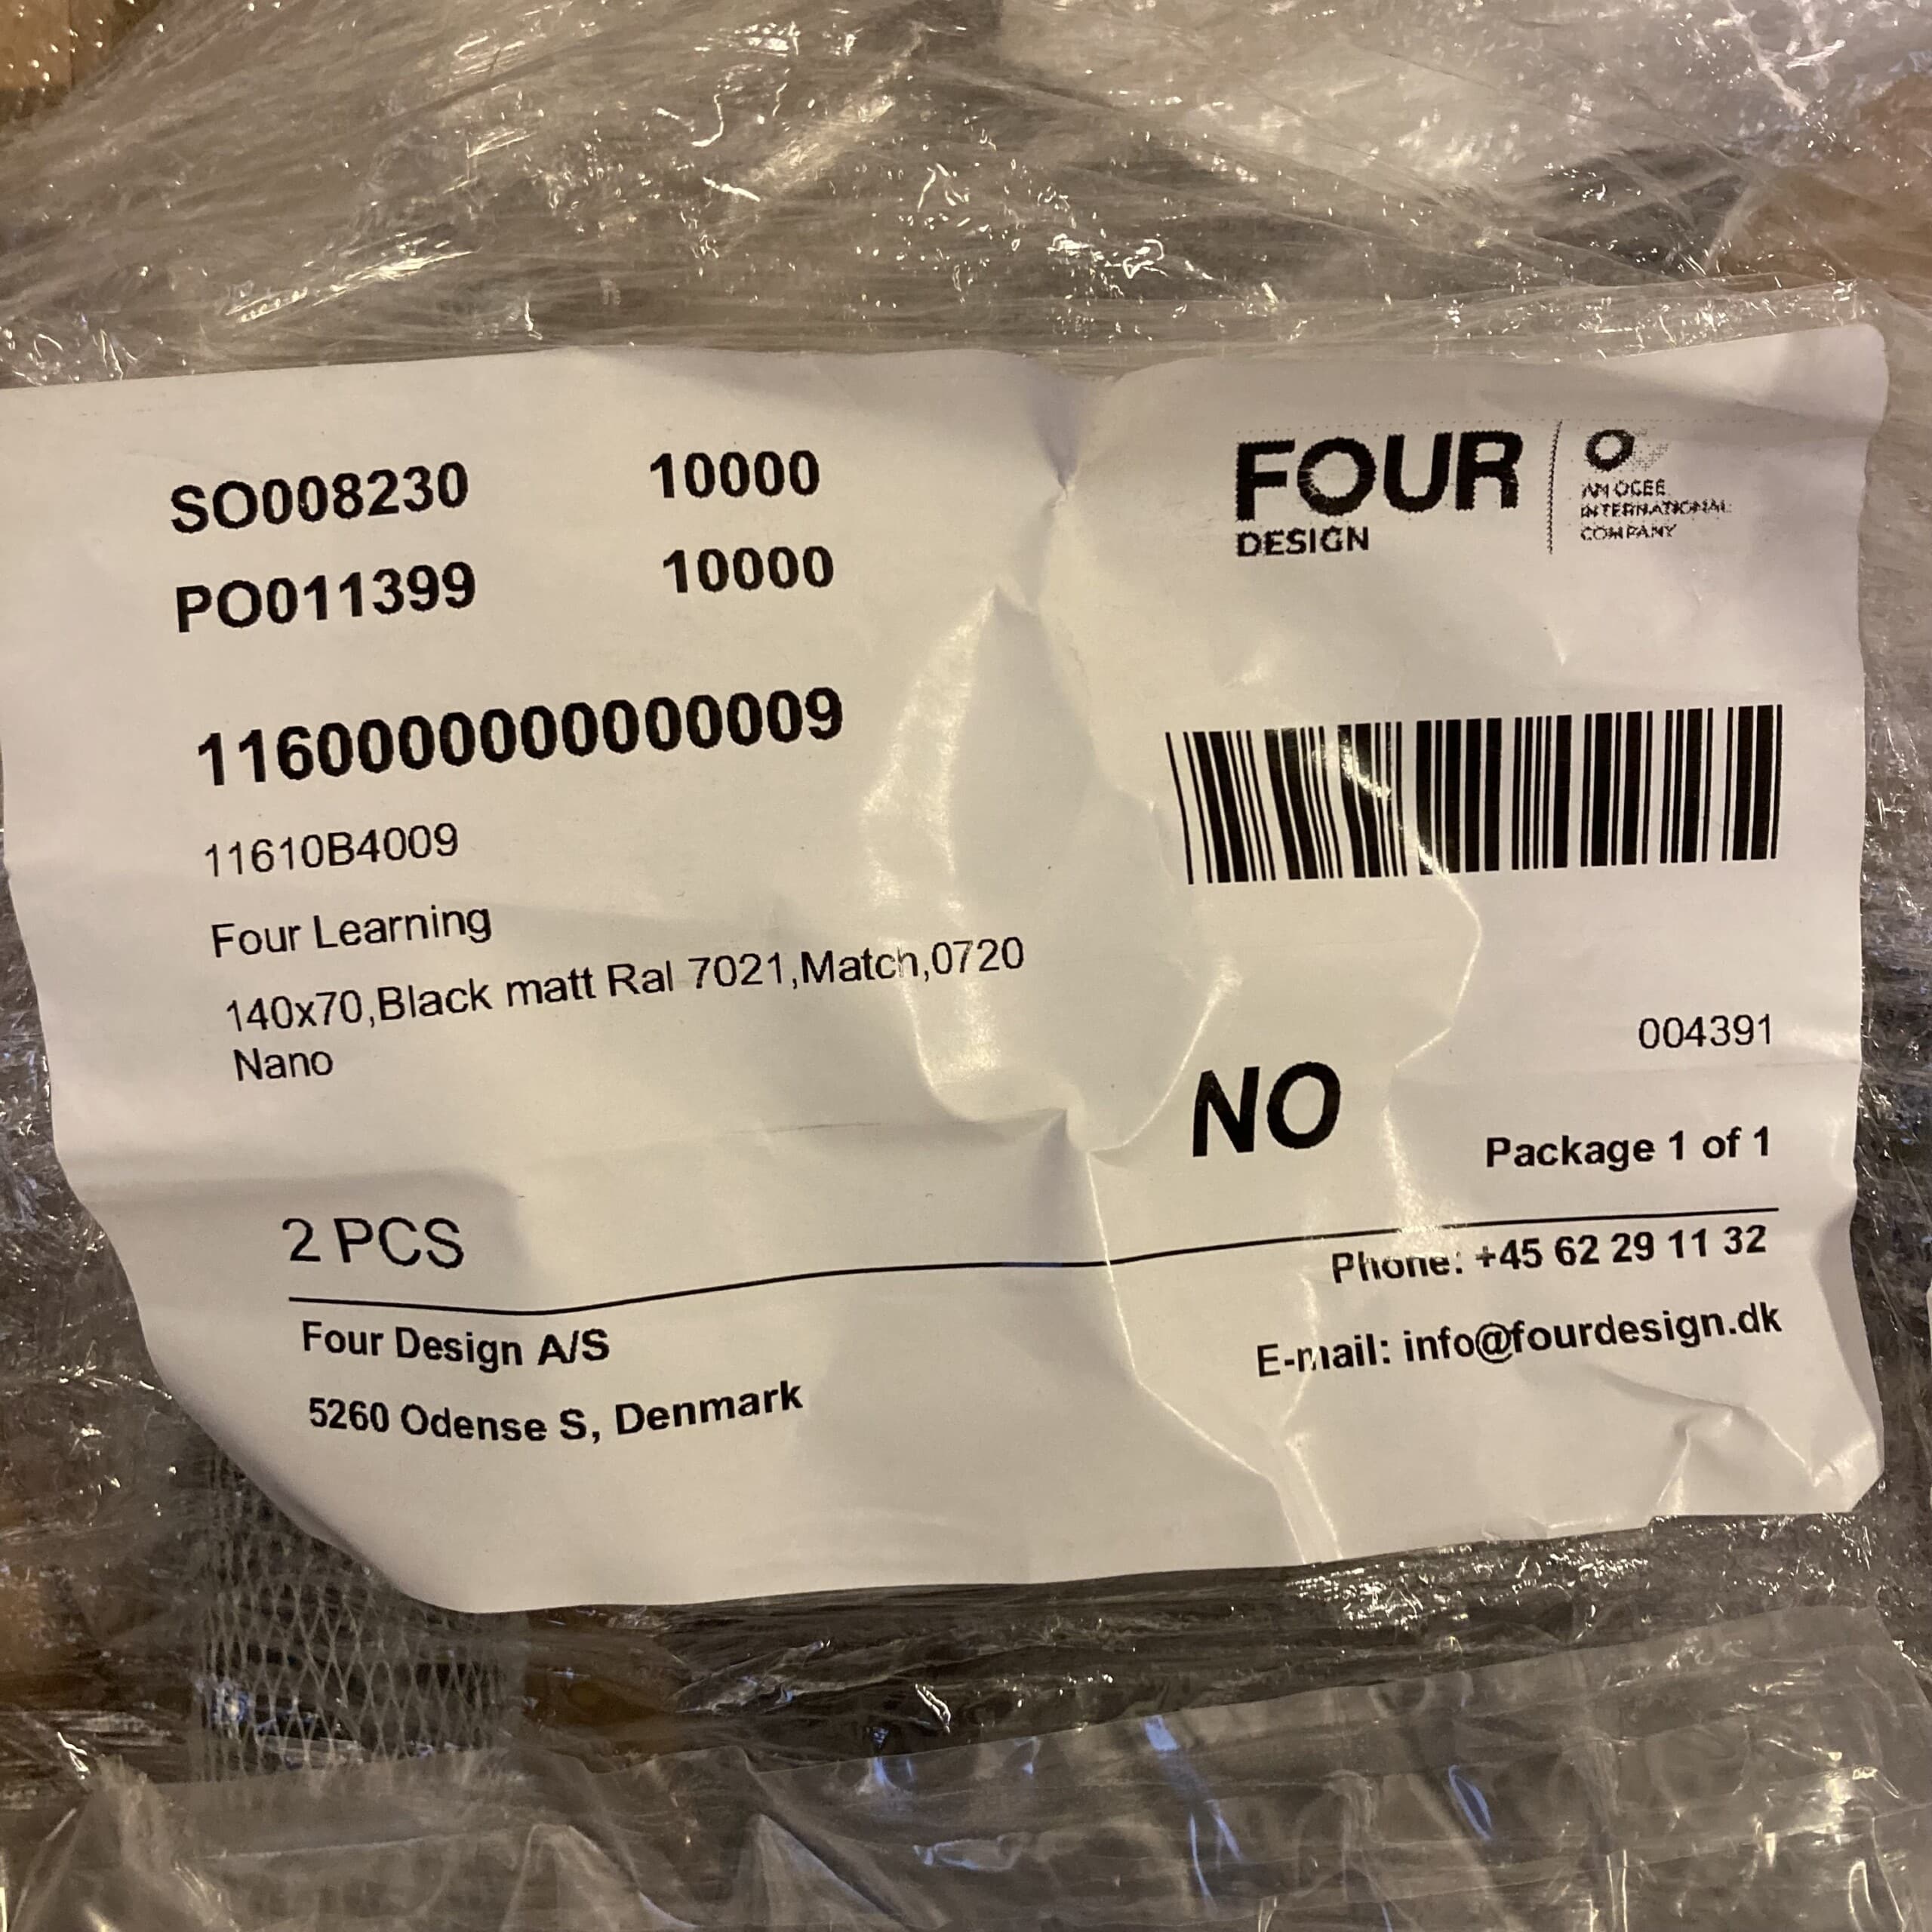 SO008230 10000
PO011399 10000
FOUR
DESIGN
AN OGEE
INTERNATIONAL
COMPANY
1160000000000009
11610B4009
Four Learning
140x70,Black matt Ral 7021,Match,0720
Nano
004391
NO
Package 1 of 1
2 PCS
Four Design A/S
5260 Odense S, Denmark
Phone: +45 62 29 11 32
E-mail: info@fourdesign.dk